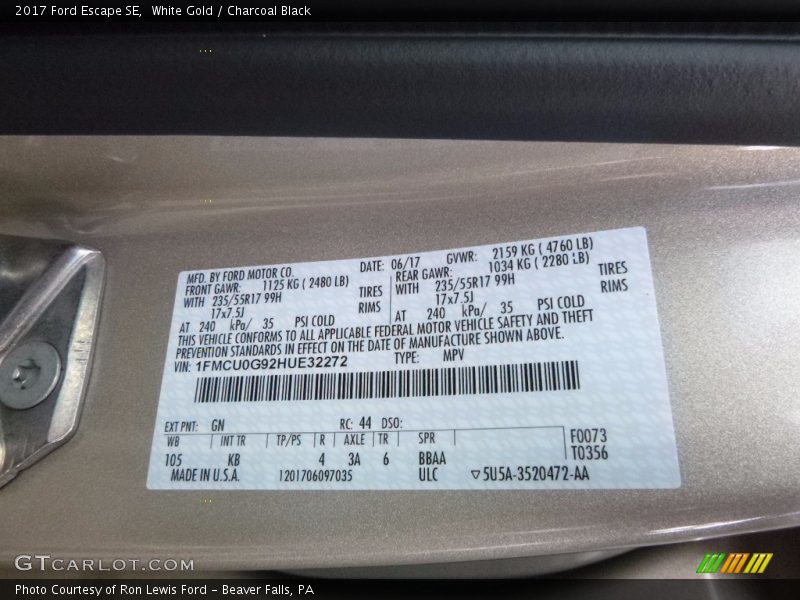 2017 Ford Escape SE,  White Gold / Charcoal Black
MFD. BY FORD MOTOR CO. DATE: 06/17 GVWR: 2159 KG ( 4760 LB)
FRONT GAWR: 1125 KG ( 2480 LB) REAR GAWR: 1034 KG ( 2280 LB)
WITH 235/55R17 99H TIRES WITH 235/55R17 99H TIRES
17x7.5J RIMS 17x7.5J RIMS
AT 240 kPa/ 35 PSI COLD AT 240 kPa/ 35 PSI COLD
THIS VEHICLE CONFORMS TO ALL APPLICABLE FEDERAL MOTOR VEHICLE SAFETY AND THEFT
PREVENTION STANDARDS IN EFFECT ON THE DATE OF MANUFACTURE SHOWN ABOVE.
VIN: 1FMCU0G92HUE32272 TYPE: MPV
EXT PNT: GN RC: 44 DSO:
WB INT TR TP/PS R AXLE TR SPR F0073
105 KB 4 3A 6 BBAA T0356
MADE IN U.S.A. 1201706097035 ULC ▽5U5A-3520472-AA
GTCARLOT.COM
Photo Courtesy of Ron Lewis Ford - Beaver Falls, PA